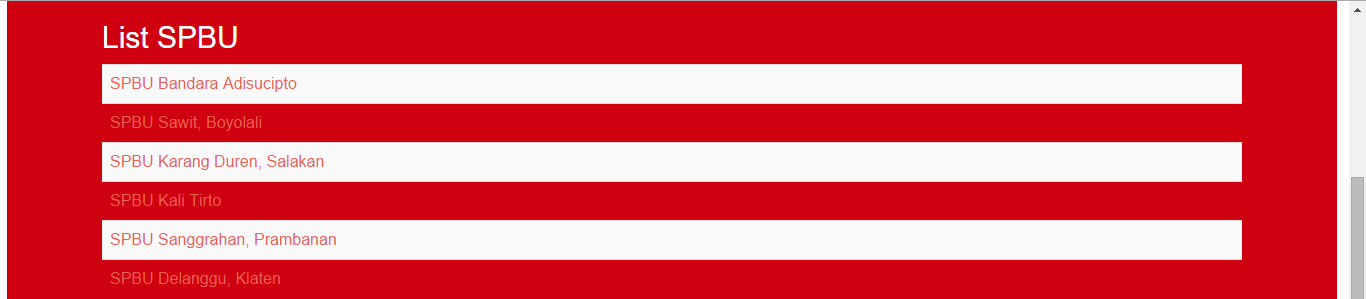 List SPBU
SPBU Bandara Adisucipto
SPBU Sawit, Boyolali
SPBU Karang Duren, Salakan
SPBU Kali Tirto
SPBU Sanggrahan, Prambanan
SPBU Delanggu, Klaten